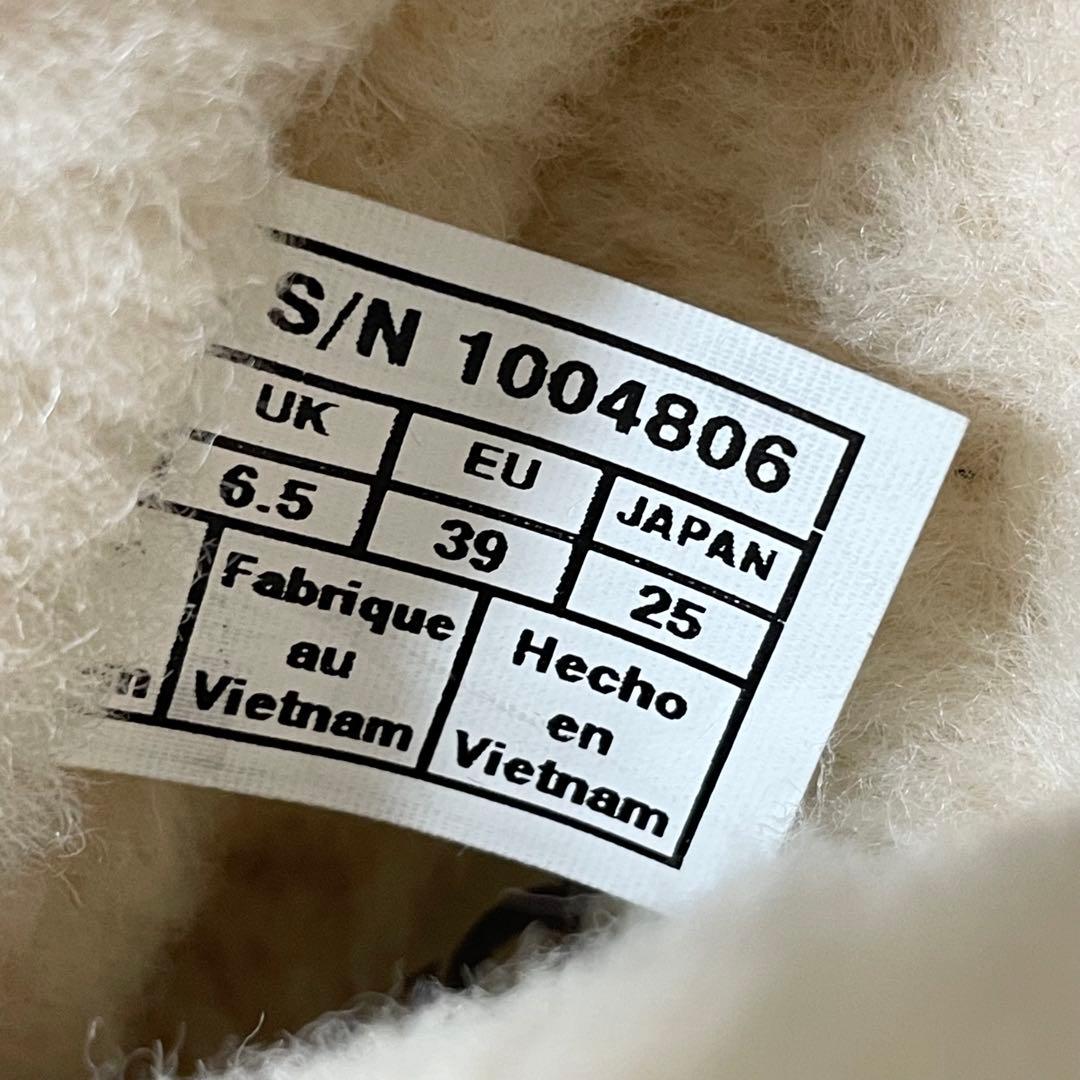 S/N 1004806
UK EU JAPAN
6.5 39 25
Fabrique
au
Vietnam
Hecho
en
Vietnam